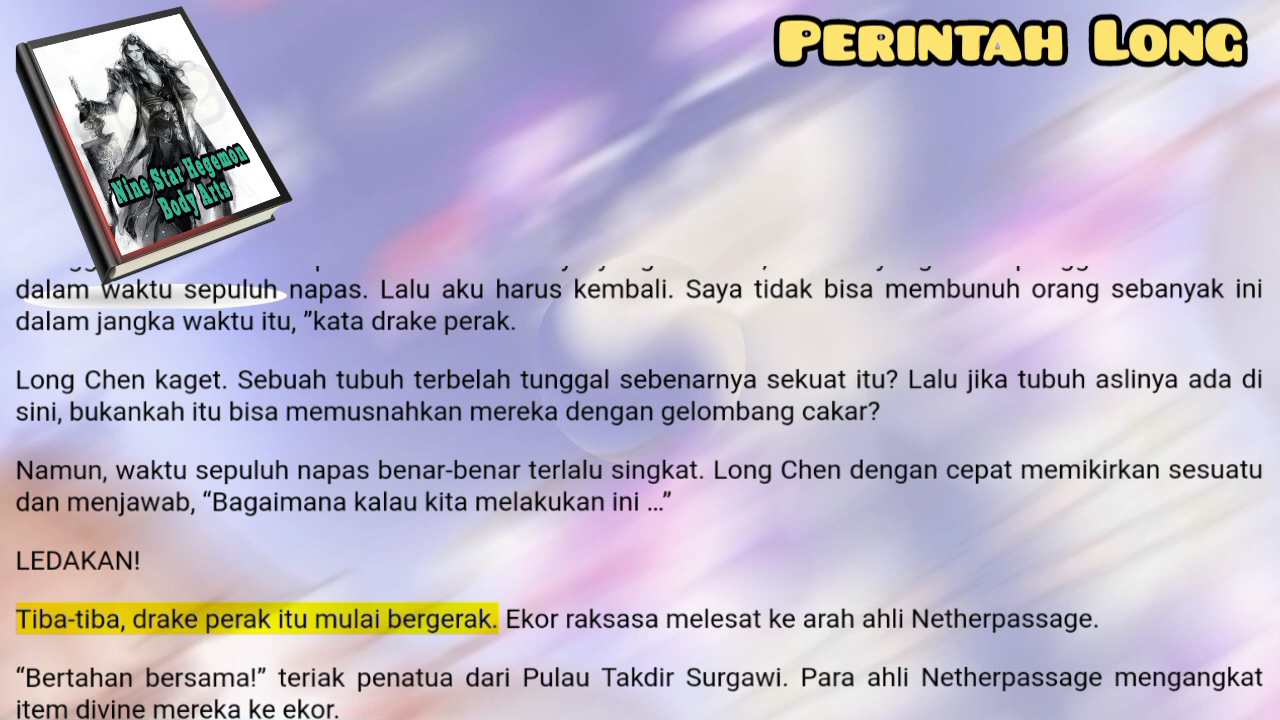 Perintah Long
Nine Star Hegemon
Body Arts
dalam waktu sepuluh napas. Lalu aku harus kembali. Saya tidak bisa membunuh orang sebanyak ini
dalam jangka waktu itu, ”kata drake perak.
Long Chen kaget. Sebuah tubuh terbelah tunggal sebenarnya sekuat itu? Lalu jika tubuh aslinya ada di
sini, bukankah itu bisa memusnahkan mereka dengan gelombang cakar?
Namun, waktu sepuluh napas benar-benar terlalu singkat. Long Chen dengan cepat memikirkan sesuatu
dan menjawab, “Bagaimana kalau kita melakukan ini ...”
LEDAKAN!
Tiba-tiba, drake perak itu mulai bergerak. Ekor raksasa melesat ke arah ahli Netherpassage.
“Bertahan bersama!” teriak penatua dari Pulau Takdir Surgawi. Para ahli Netherpassage mengangkat
item divine mereka ke ekor.